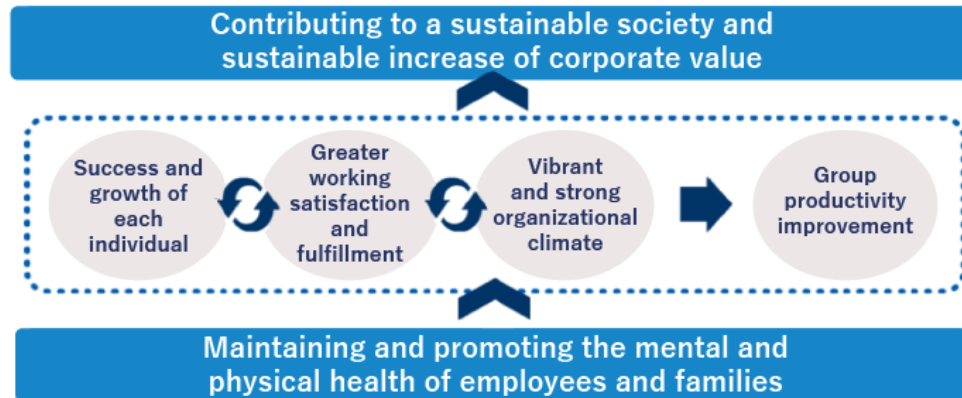 Contributing to a sustainable society and
sustainable increase of corporate value
Success and
growth of
each
individual
Greater
working
satisfaction
and
fulfillment
Vibrant
and strong
organizational
climate
Group
productivity
improvement
Maintaining and promoting the mental and
physical health of employees and families